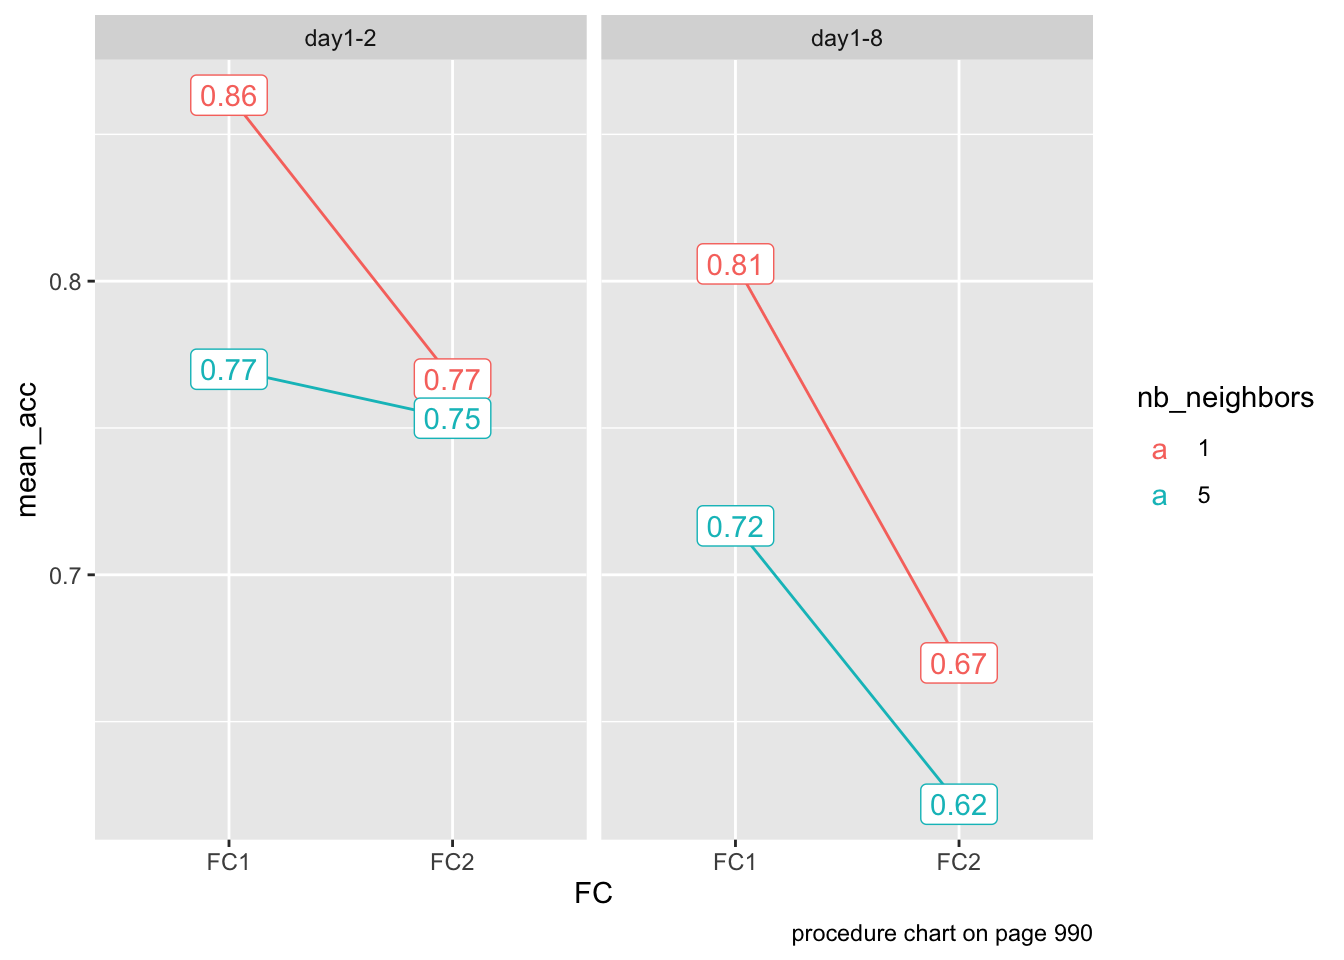 day1-2
day1-8
0.86
0.81
0.8
0.77
0.77
0.75
mean_acc
nb_neighbors
a 1
a 5
0.72
0.7
0.67
0.62
FC1
FC2
FC1
FC2
FC
procedure chart on page 990